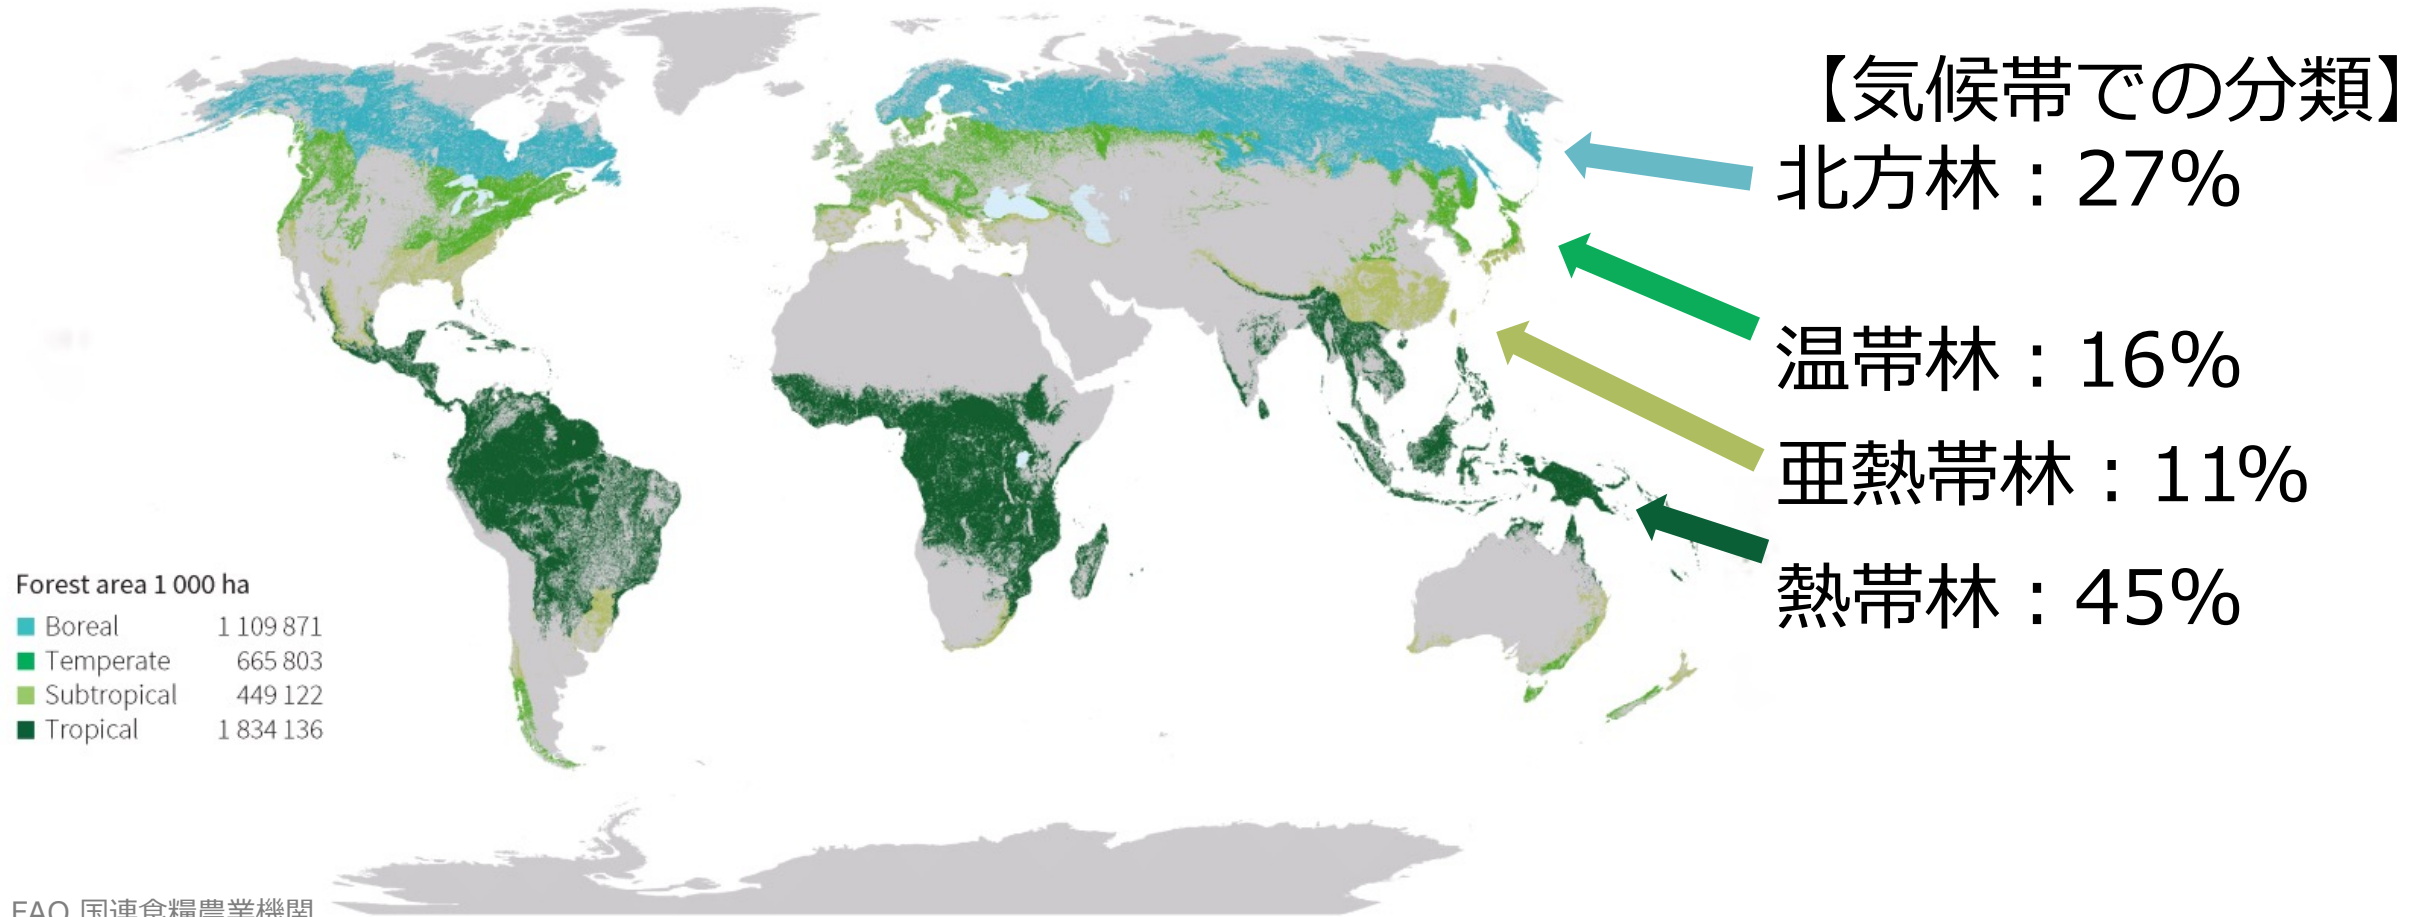 【気候帯での分類】
北方林：27%
温帯林：16%
亜熱帯林：11%
熱帯林：45%
Forest area 1 000 ha
Boreal 1 109 871
Temperate 665 803
Subtropical 449 122
Tropical 1 834 136
FAO 国連食糧農業機関